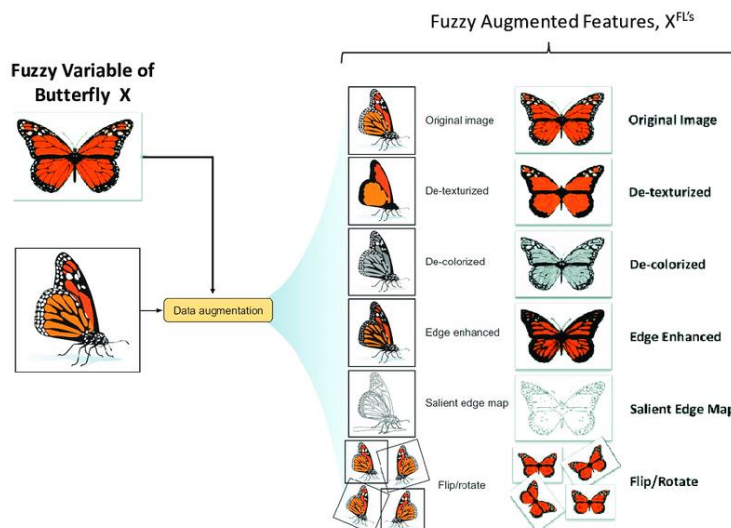 Fuzzy Augmented Features, X^FL's
Fuzzy Variable of
Butterfly X
Data augmentation
Original image
Original Image
De-texturized
De-texturized
De-colorized
De-colorized
Edge enhanced
Edge Enhanced
Salient edge map
Salient Edge Map
Flip/rotate
Flip/Rotate